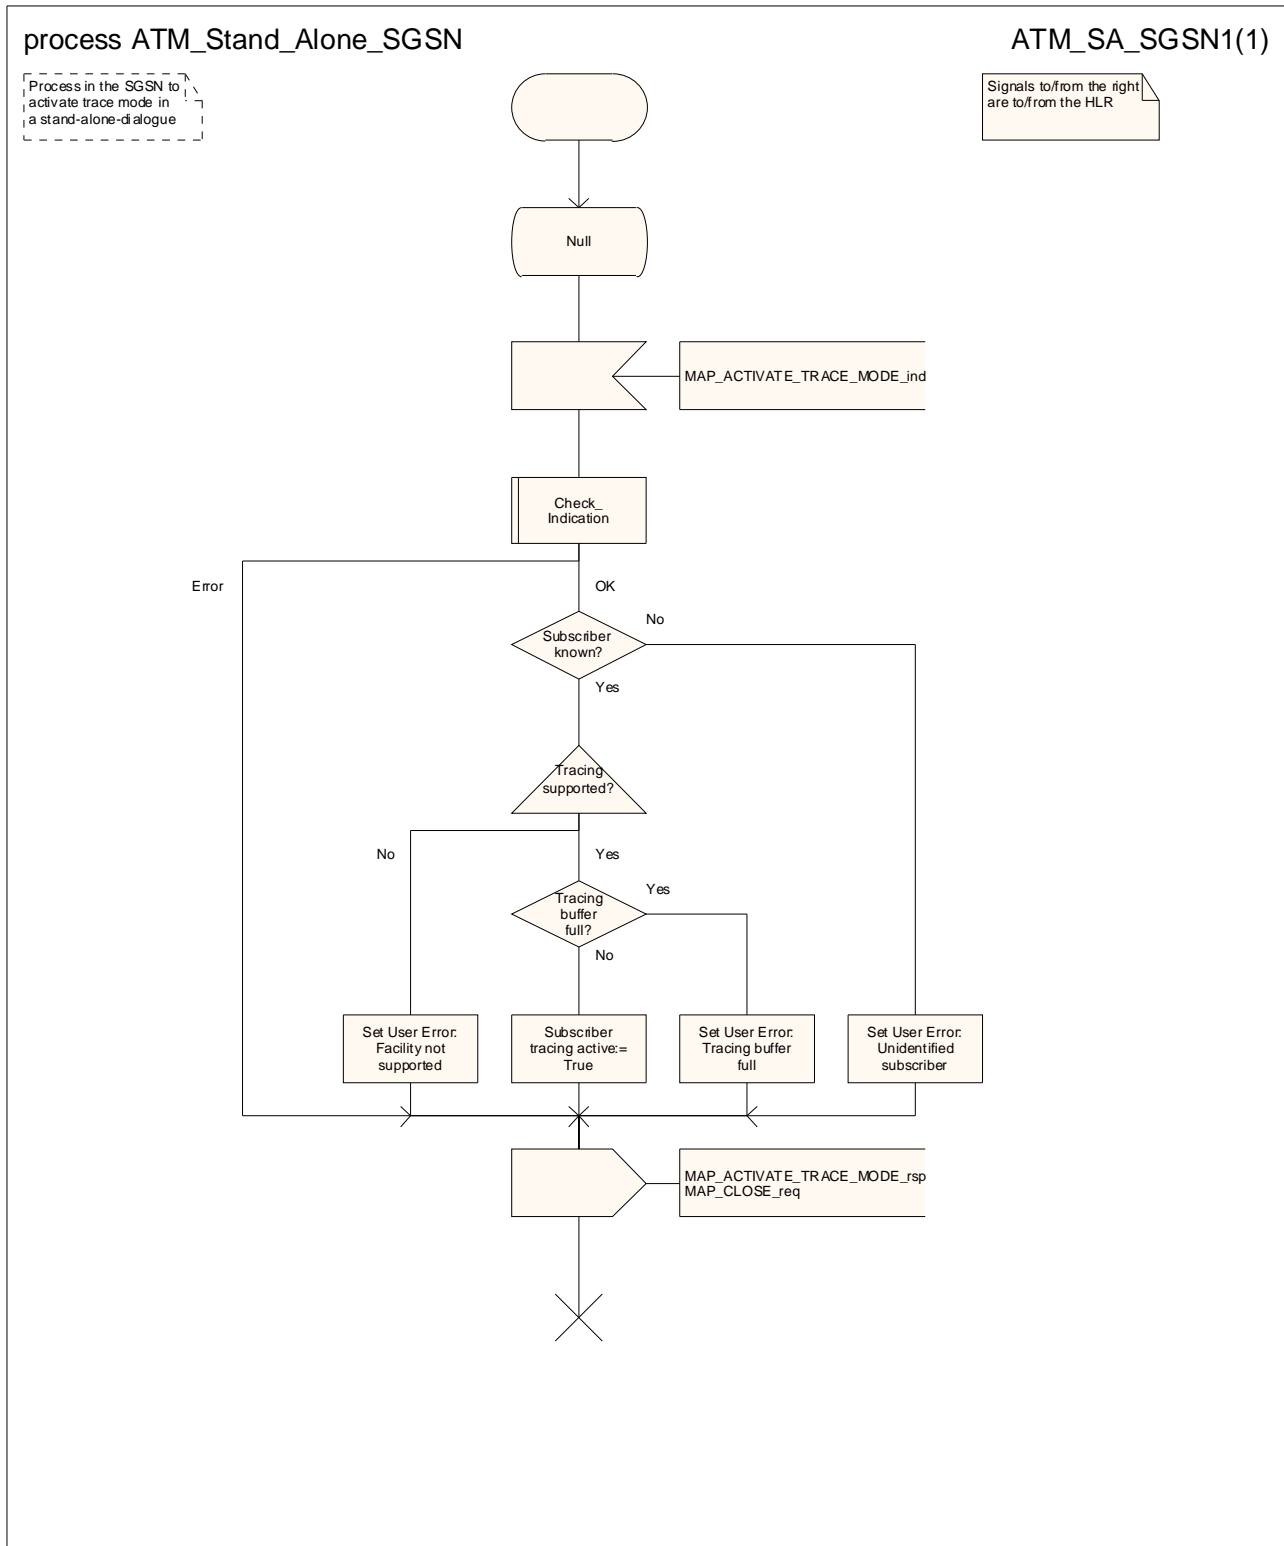 process ATM_Stand_Alone_SGSN
ATM_SA_SGSN1(1)
Process in the SGSN to
activate trace mode in
a stand-alone-dialogue
Signals to/from the right
are to/from the HLR
Null
MAP_ACTIVATE_TRACE_MODE_ind
Check_
Indication
Error
OK
No
Subscriber
known?
Yes
Tracing
supported?
No
Yes
Yes
Tracing
buffer
full?
No
Set User Error:
Facility not
supported
Subscriber
tracing active:=
True
Set User Error:
Tracing buffer
full
Set User Error:
Unidentified
subscriber
MAP_ACTIVATE_TRACE_MODE_rsp
MAP_CLOSE_req